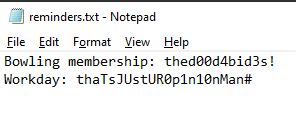 reminders.txt - Notepad
File Edit Format View Help
Bowling membership: thed00d4bid3s!
Workday: thaTsJUstUR0p1n10nMan#